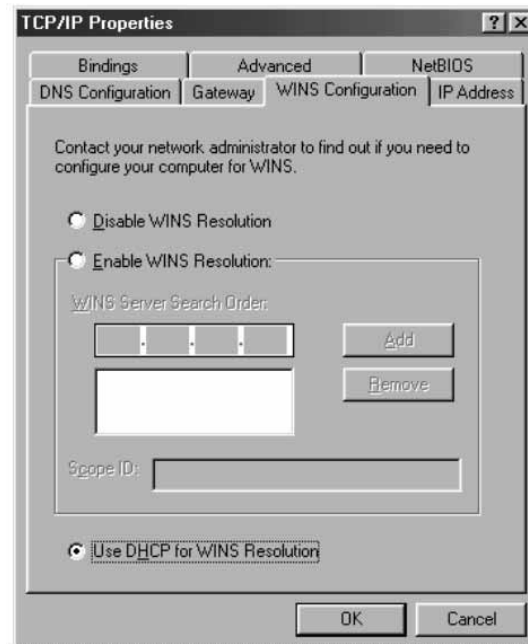 TCP/IP Properties
Bindings
Advanced
NetBIOS
DNS Configuration
Gateway
WINS Configuration
IP Address
Contact your network administrator to find out if you need to
configure your computer for WINS.
Disable WINS Resolution
Enable WINS Resolution:
WINS Server Search Order:
Add
Remove
Scope ID:
Use DHCP for WINS Resolution
OK
Cancel